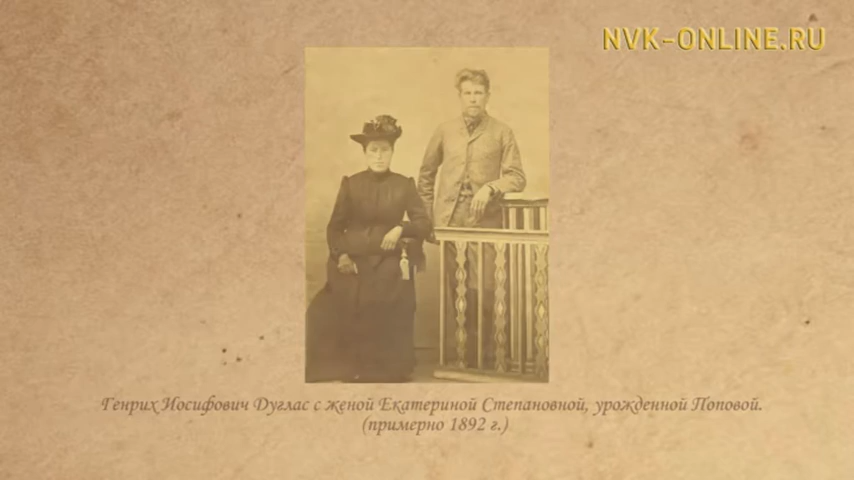 NVK-ONLINE.RU
Генрих Иосифович Дуглас с женой Екатериной Степановной, урожденной Поповой.
(примерно 1892 г.)